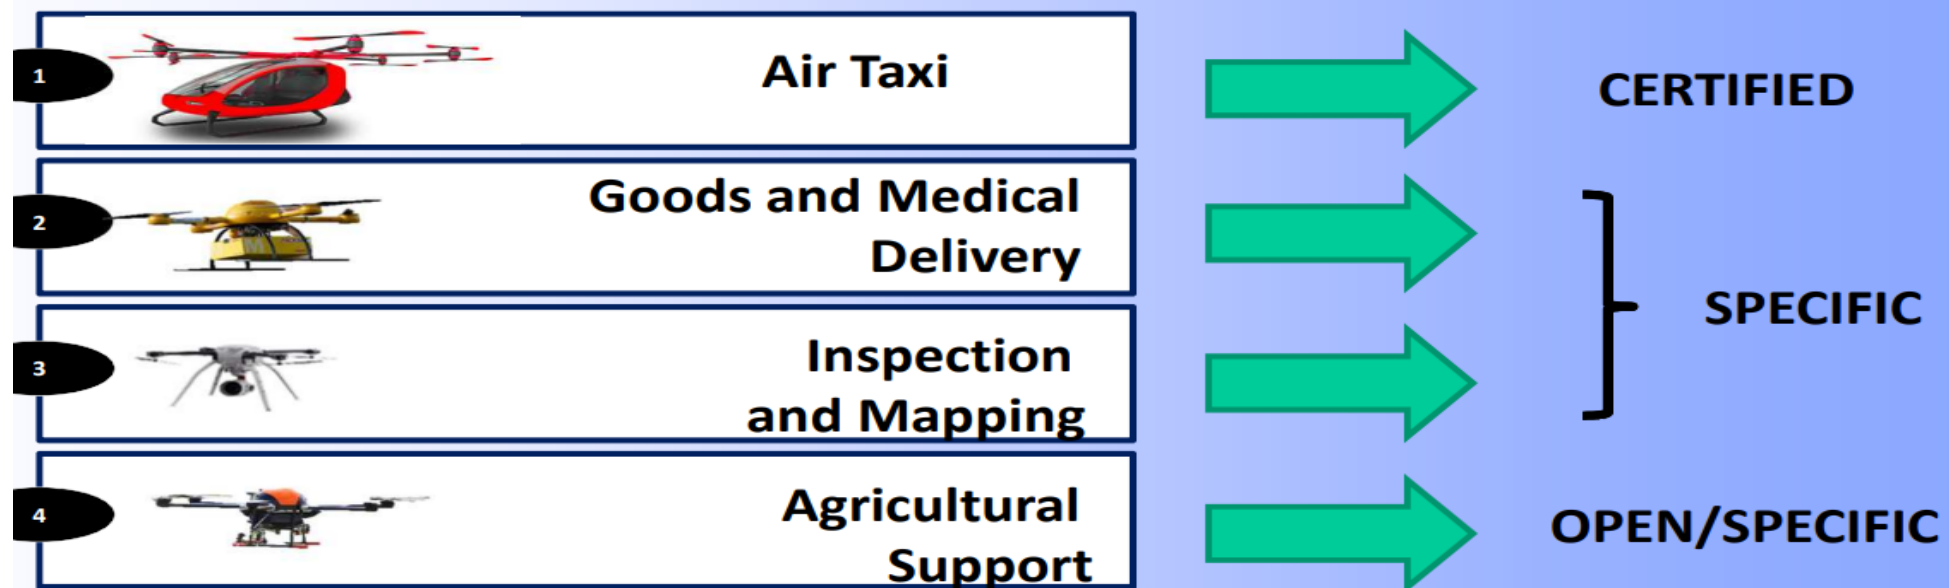 1
Air Taxi
CERTIFIED
2
Goods and Medical
Delivery
3
Inspection
and Mapping
SPECIFIC
4
Agricultural
Support
OPEN/SPECIFIC